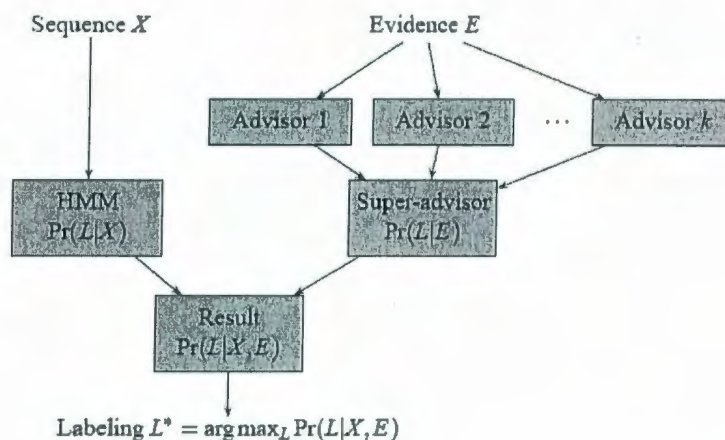 Sequence X
Evidence E
Advisor 1
Advisor 2
...
Advisor k
HMM
Pr(L|X)
Super-advisor
Pr(L|E)
Result
Pr(L|X,E)
Labeling L* = arg max_L Pr(L|X,E)